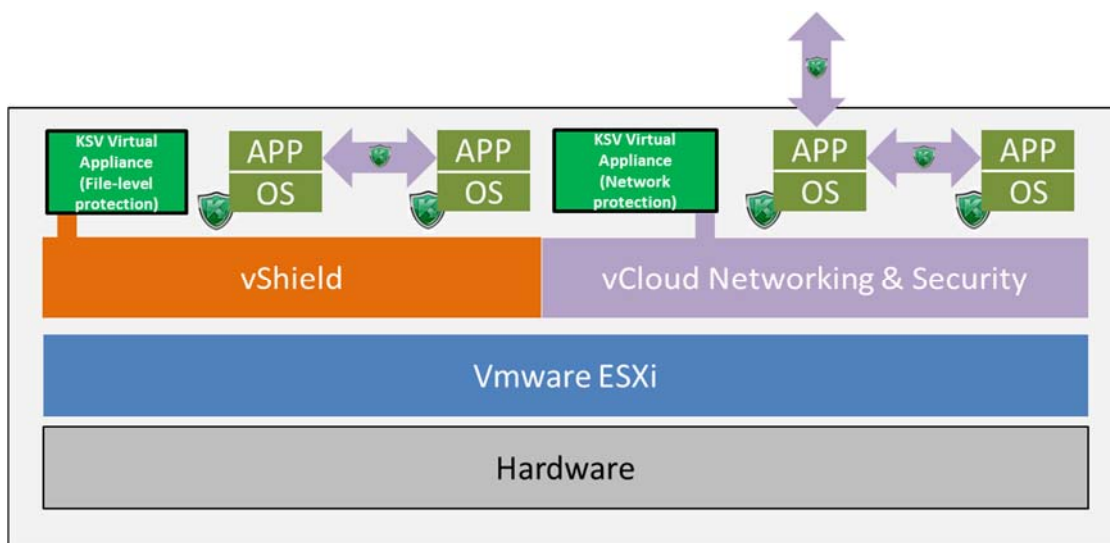 KSV Virtual
Appliance
(File-level
protection)
APP
OS
APP
OS
KSV Virtual
Appliance
(Network
protection)
APP
OS
APP
OS
vShield
vCloud Networking & Security
Vmware ESXi
Hardware